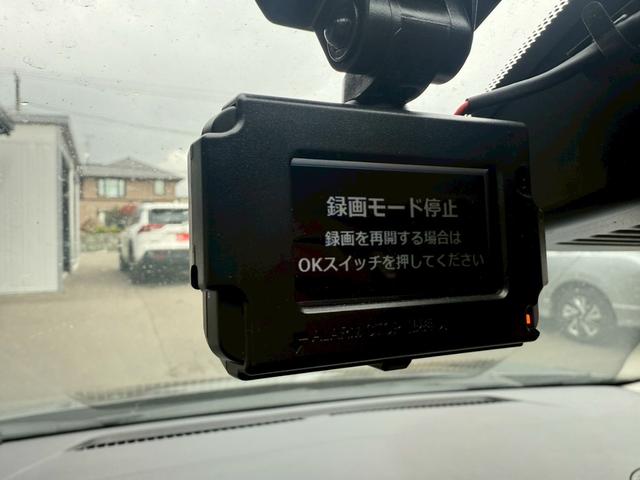 録画モード停止
録画を再開する場合は
OKスイッチを押してください